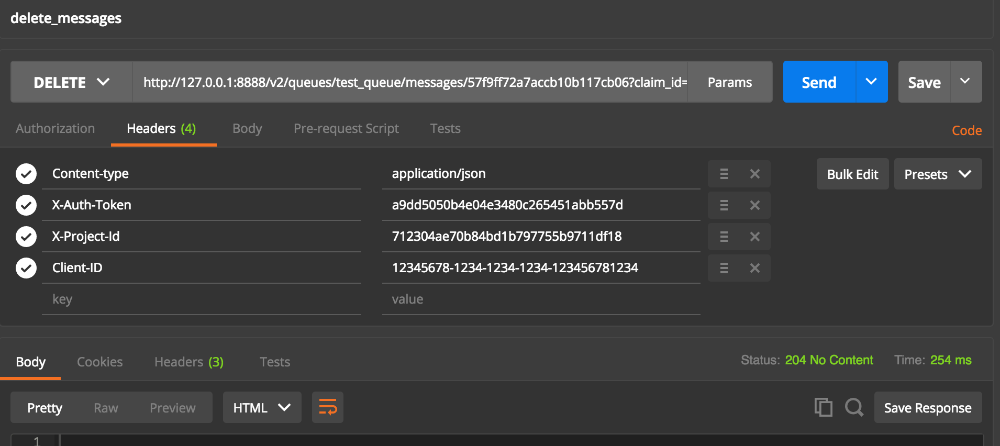 delete_messages
DELETE http://127.0.0.1:8888/v2/queues/test_queue/messages/57f9ff72a7accb10b117cb06?claim_id= Params Send Save
Authorization Headers (4) Body Pre-request Script Tests Code
Content-type application/json Bulk Edit Presets
X-Auth-Token a9dd5050b4e04e3480c265451abb557d
X-Project-Id 712304ae70b84bd1b797755b9711df18
Client-ID 12345678-1234-1234-1234-123456781234
key value
Body Cookies Headers (3) Tests Status: 204 No Content Time: 254 ms
Pretty Raw Preview HTML Save Response
1